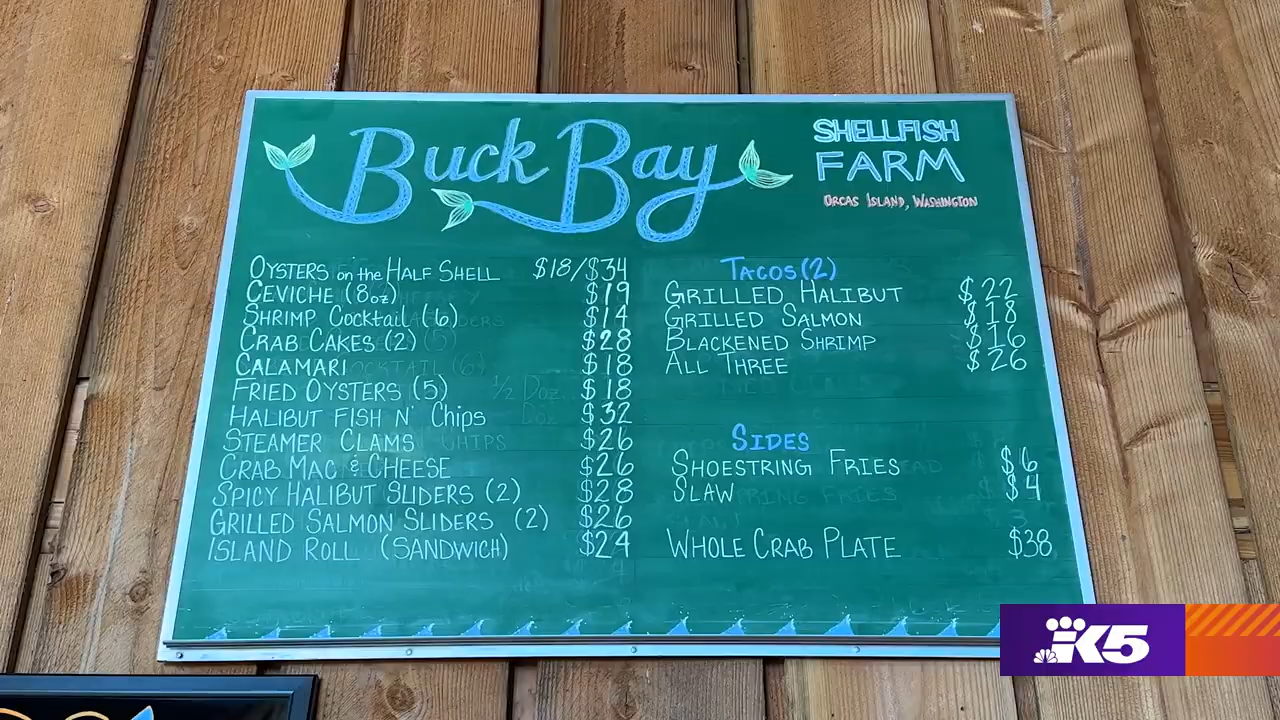 Buck Bay
SHELLFISH
FARM
ORCAS ISLAND, WASHINGTON
OYSTERS on the HALF SHELL $18/$34
CEVICHE (8oz) $19
SHRIMP COCKtail (6) $14
CRAB CAKES (2) $28
CALAMARI $18
FRIED OYSTERS (5) $18
HALIBUT FISH N' Chips $32
STEAMER CLAMS $26
CRAB MAC & CHEESE $26
SPICY HALIBUT SLIDERS (2) $28
GRILLED SALMON SLIDERS (2) $26
ISLAND ROLL (SANDWICH) $24
TACOS (2)
GRILLED HALIBUT $22
GRILLED SALMON $18
BLACKENED SHRIMP $16
ALL THREE $26
SIDES
SHOESTRING FRIES $6
SLAW $4
WHOLE CRAB PLATE $38
K5